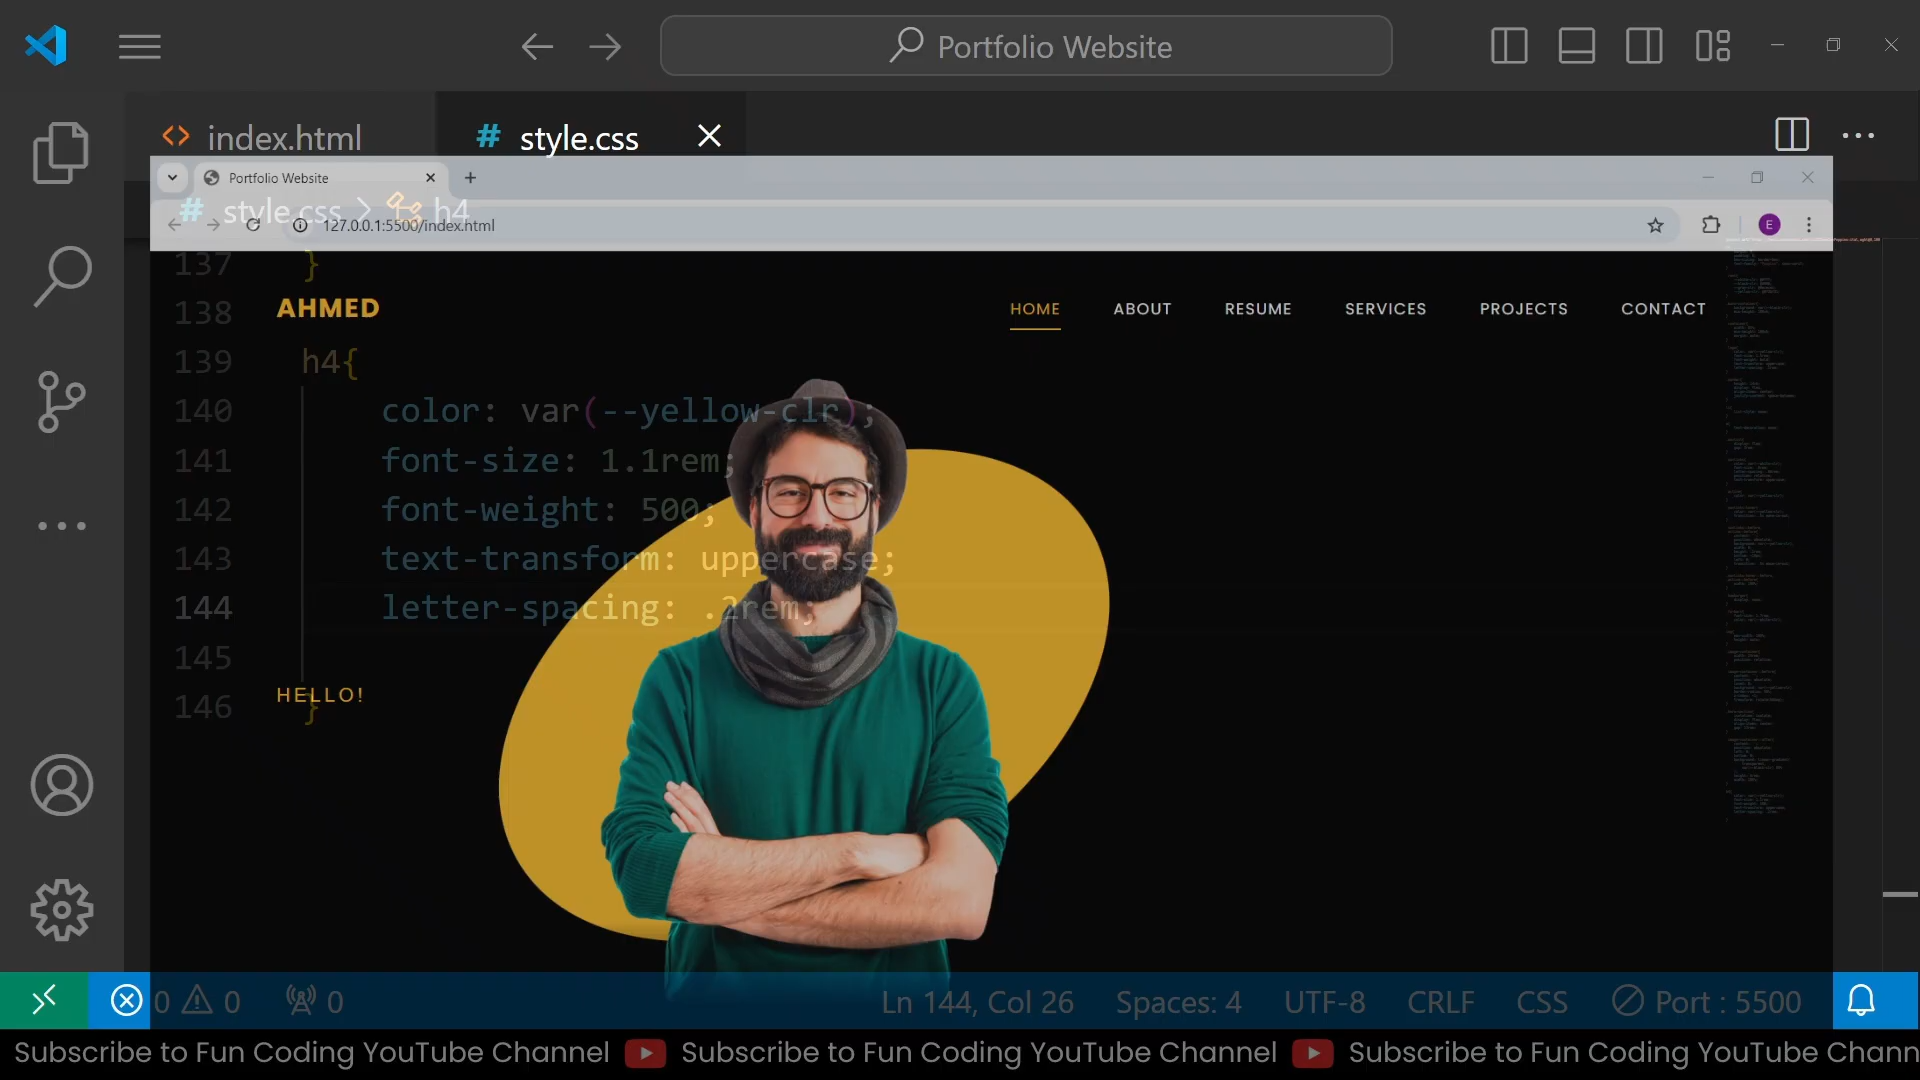 Portfolio Website
index.html
# style.css
Portfolio Website
# style.css > h4
127.0.0.1:5500/index.html
E
137 }
AHMED
HOME
ABOUT
RESUME
SERVICES
PROJECTS
CONTACT
138
139 h4{
140 color: var(--yellow-clr);
141 font-size: 1.1rem;
142 font-weight: 500;
143 text-transform: uppercase;
144 letter-spacing: .2rem;
145
HELLO!
146 }
0 0 0 Ln 144, Col 26 Spaces: 4 UTF-8 CRLF CSS Port : 5500
Subscribe to Fun Coding YouTube Channel Subscribe to Fun Coding YouTube Channel Subscribe to Fun Coding YouTube Chann